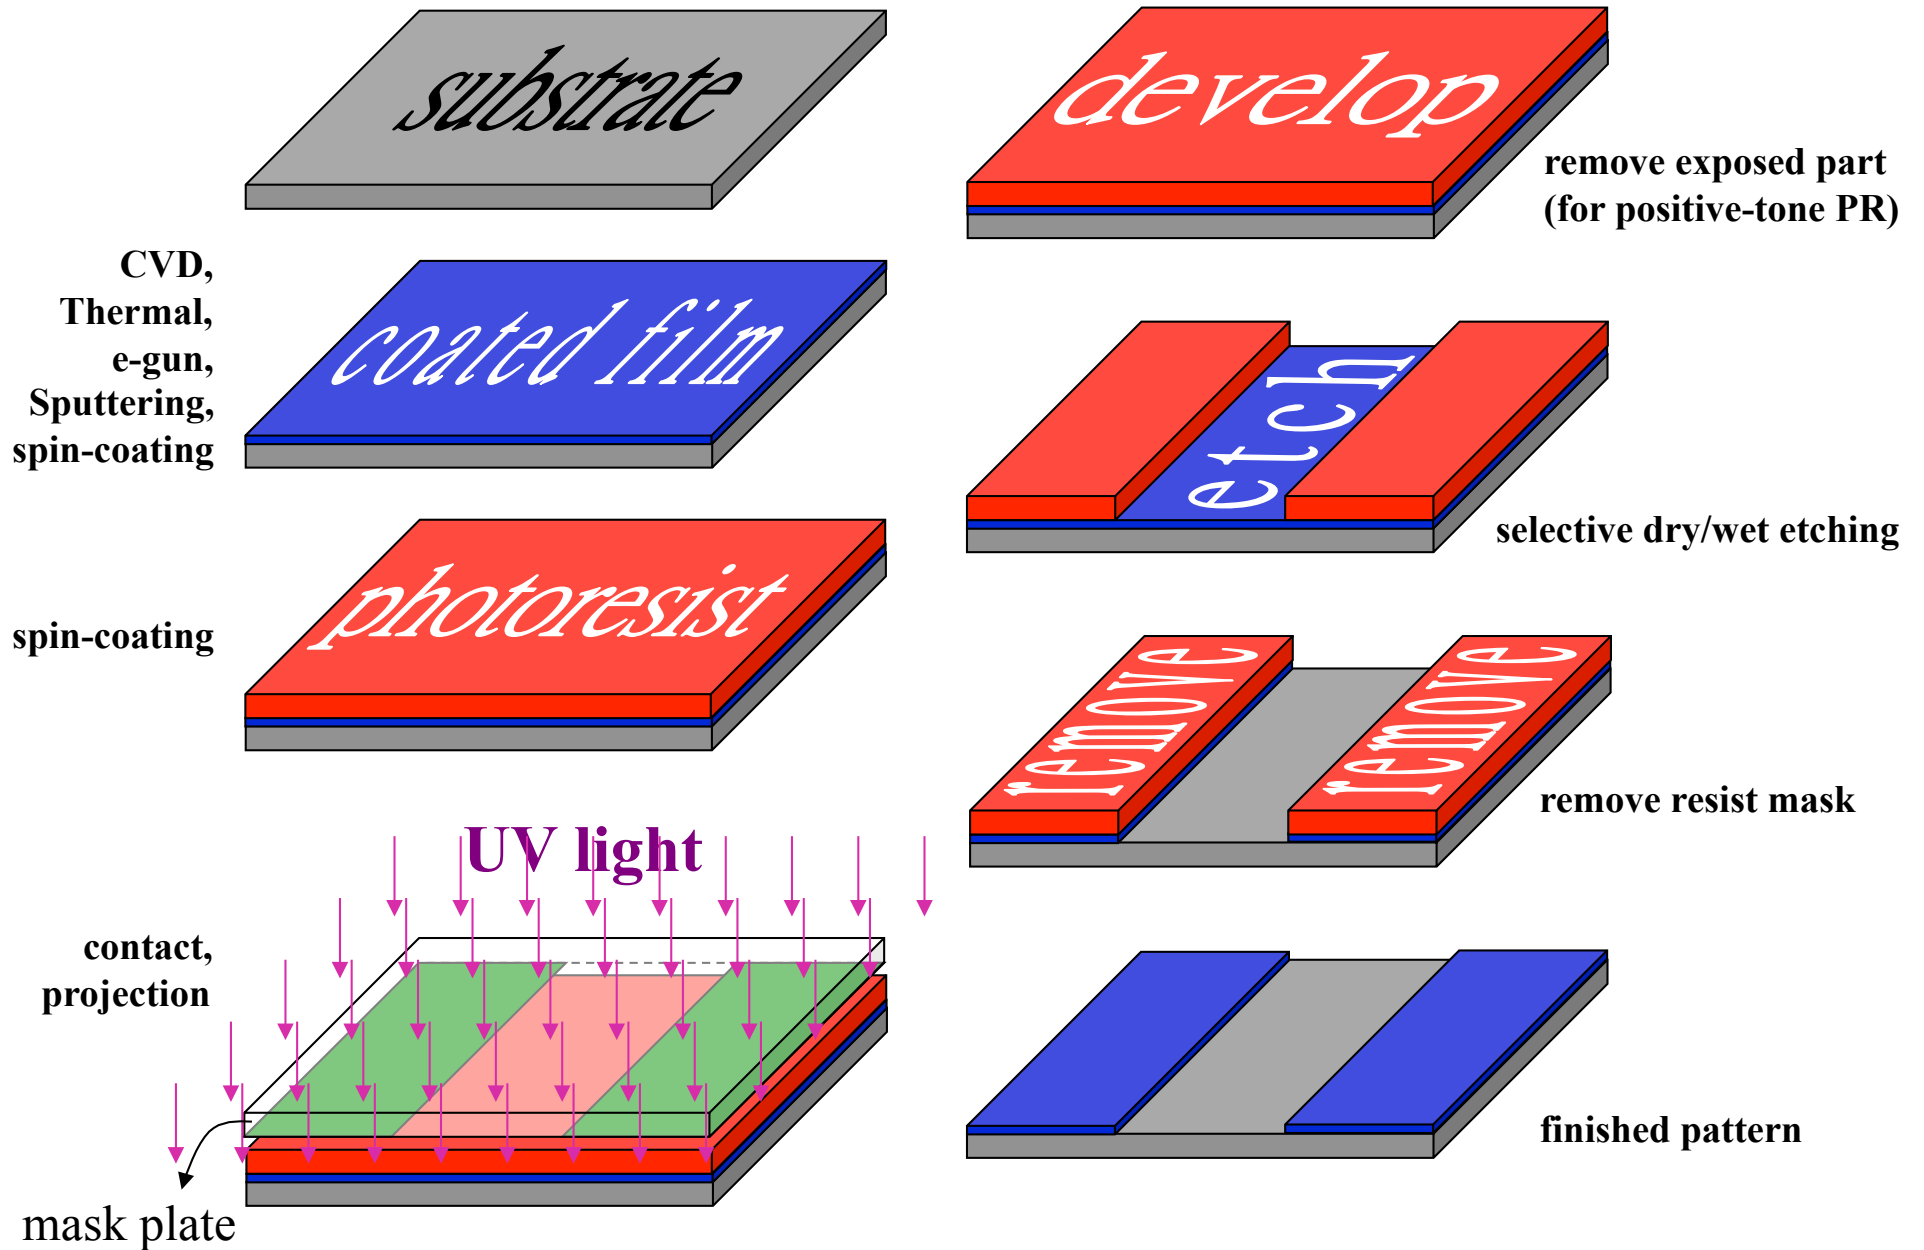 substrate
CVD,
Thermal,
e-gun,
Sputtering,
spin-coating
coated film
spin-coating
photoresist
UV light
contact,
projection
mask plate
develop
remove exposed part
(for positive-tone PR)
etch
selective dry/wet etching
remove
remove
remove resist mask
finished pattern